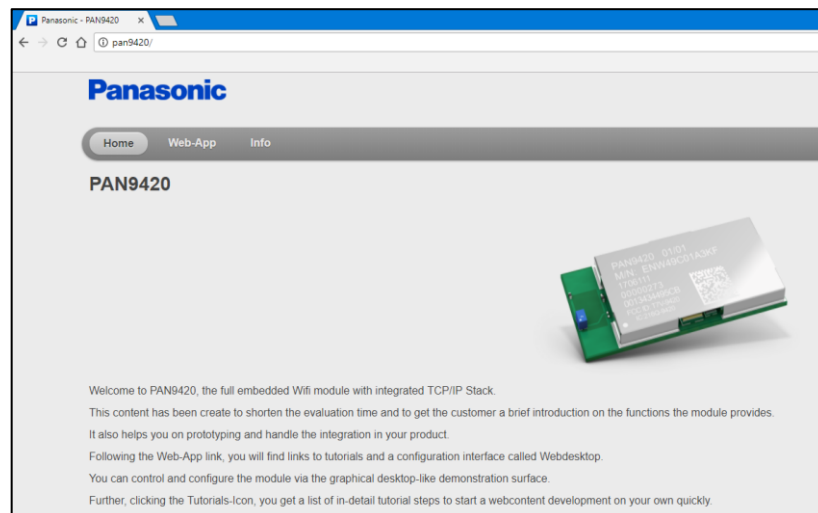 Panasonic - PAN9420
pan9420/
Panasonic
Home Web-App Info
PAN9420
PAN9420 01/01
M/N: ENW49C01A3KF
1706111
Welcome to PAN9420, the full embedded Wifi module with integrated TCP/IP Stack.
This content has been create to shorten the evaluation time and to get the customer a brief introduction on the functions the module provides.
It also helps you on prototyping and handle the integration in your product.
Following the Web-App link, you will find links to tutorials and a configuration interface called Webdesktop.
You can control and configure the module via the graphical desktop-like demonstration surface.
Further, clicking the Tutorials-Icon, you get a list of in-detail tutorial steps to start a webcontent development on your own quickly.